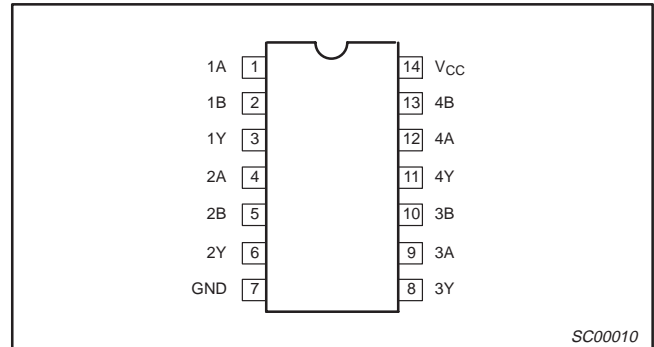 1A 1 14 VCC
1B 2 13 4B
1Y 3 12 4A
2A 4 11 4Y
2B 5 10 3B
2Y 6 9 3A
GND 7 8 3Y
SC00010